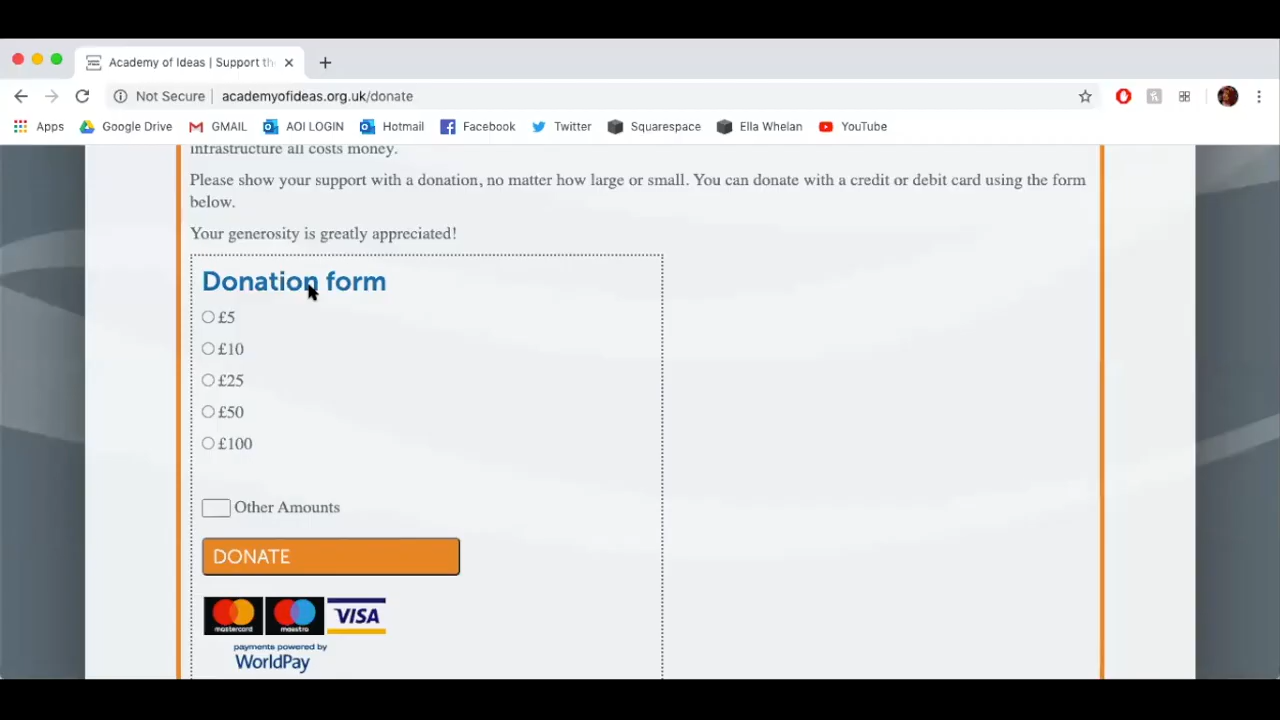 Academy of Ideas | Support th
Not Secure academyofideas.org.uk/donate
Apps Google Drive GMAIL AOI LOGIN Hotmail Facebook Twitter Squarespace Ella Whelan YouTube
infrastructure all costs money.
Please show your support with a donation, no matter how large or small. You can donate with a credit or debit card using the form
below.
Your generosity is greatly appreciated!
Donation form
£5
£10
£25
£50
£100
Other Amounts
DONATE
mastercard maestro VISA
payments powered by
WorldPay